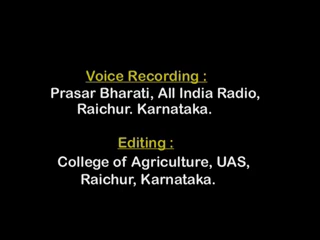 Voice Recording :
Prasar Bharati, All India Radio,
Raichur. Karnataka.
Editing :
College of Agriculture, UAS,
Raichur, Karnataka.